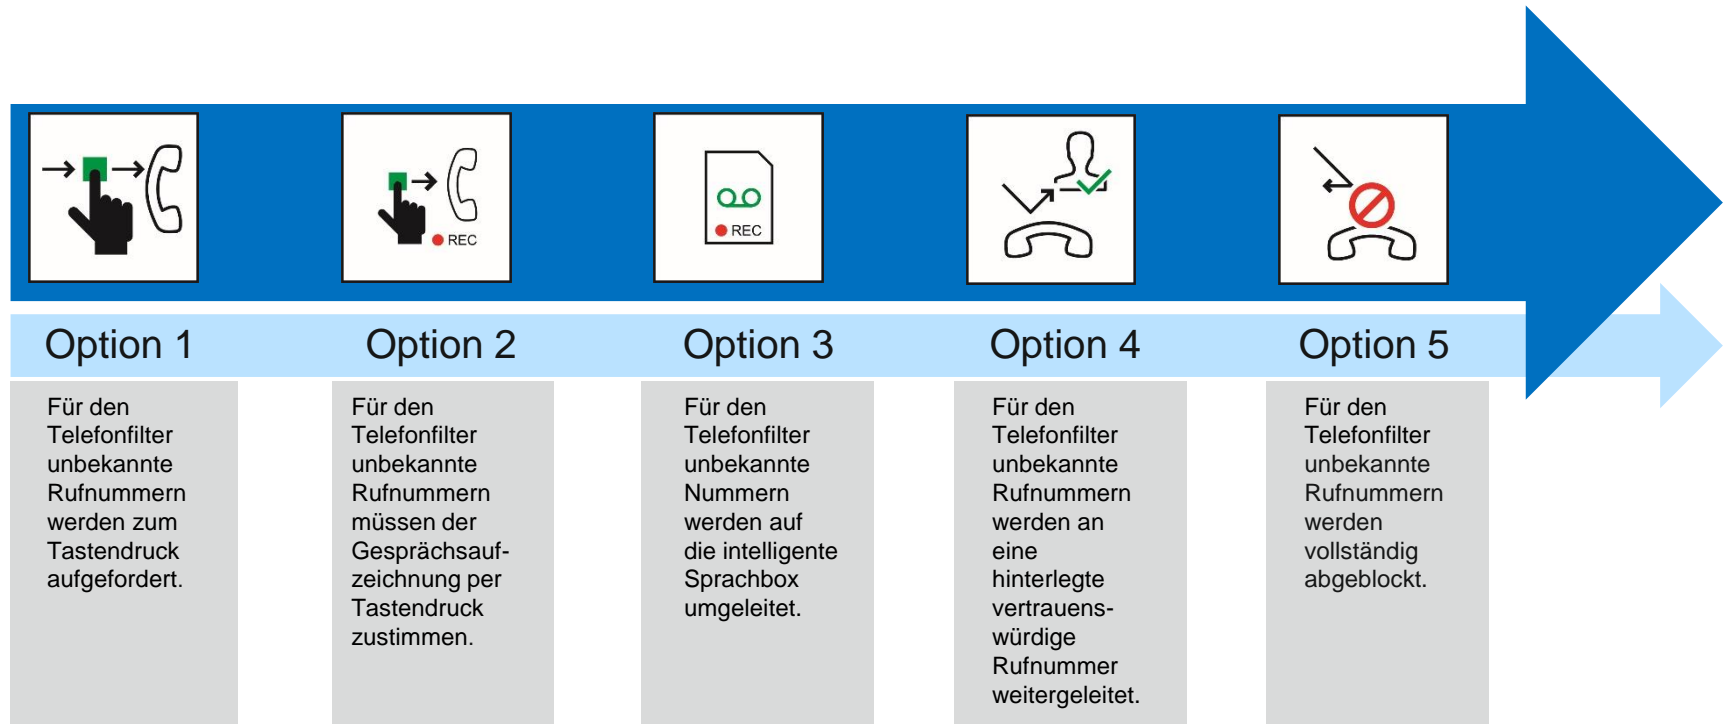 REC
REC
Option 1
Option 2
Option 3
Option 4
Option 5
Für den
Telefonfilter
unbekannte
Rufnummern
werden zum
Tastendruck
aufgefordert.
Für den
Telefonfilter
unbekannte
Rufnummern
müssen der
Gesprächsauf-
zeichnung per
Tastendruck
zustimmen.
Für den
Telefonfilter
unbekannte
Nummern
werden auf
die intelligente
Sprachbox
umgeleitet.
Für den
Telefonfilter
unbekannte
Rufnummern
werden an
eine
hinterlegte
vertrauens-
würdige
Rufnummer
weitergeleitet.
Für den
Telefonfilter
unbekannte
Rufnummern
werden
vollständig
abgeblockt.